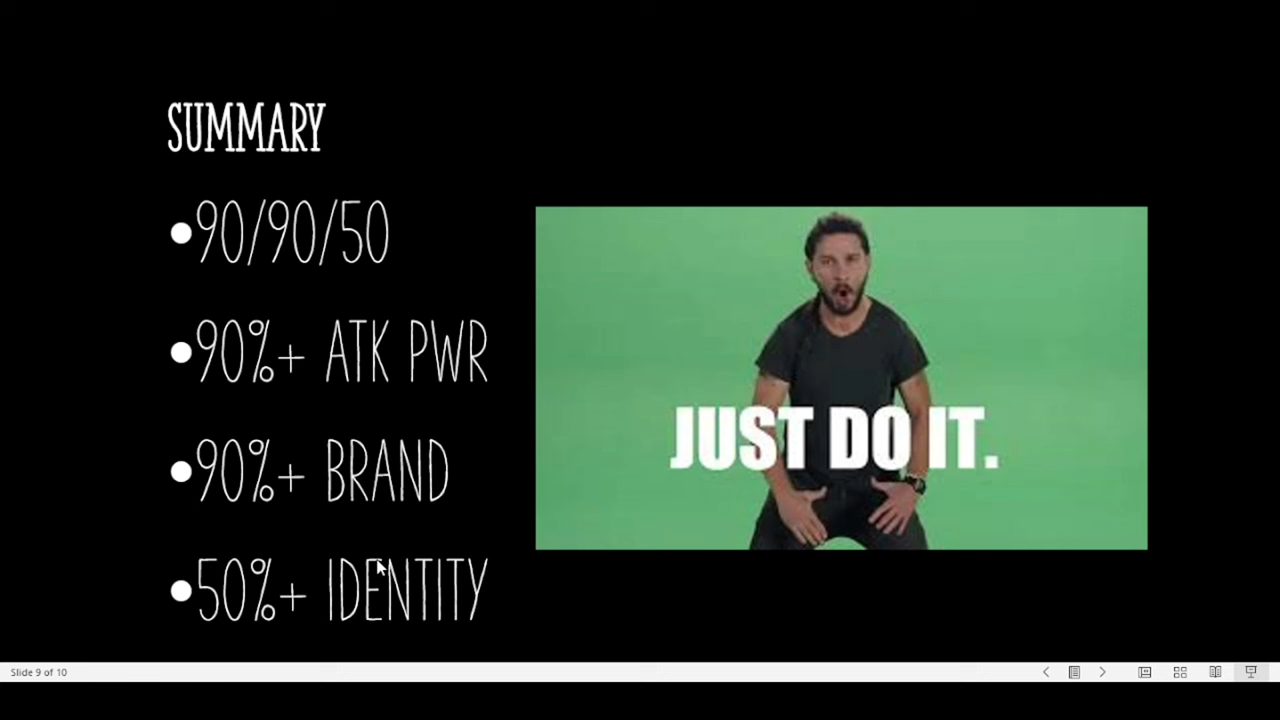 SUMMARY
•90/90/50
•90%+ ATK PWR
•90%+ BRAND
•50%+ IDENTITY
JUST DO IT.
Slide 9 of 10